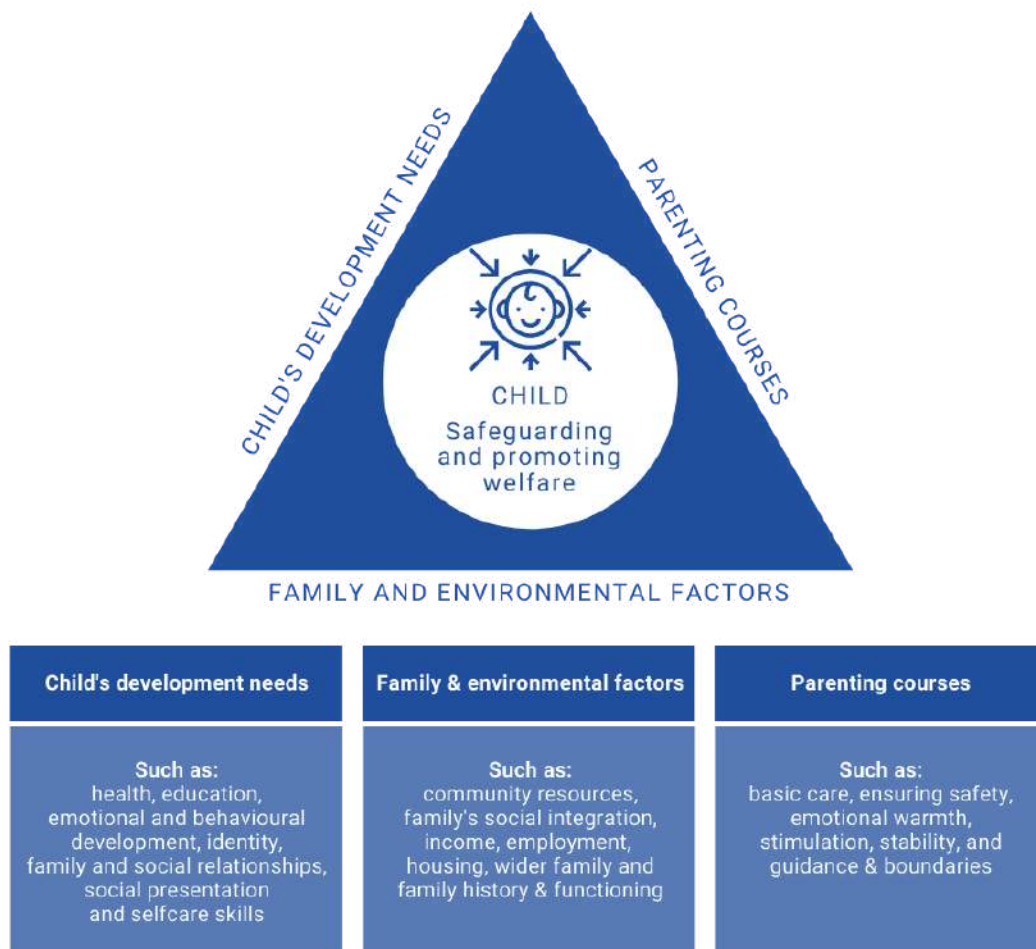 CHILD'S DEVELOPMENT NEEDS
PARENTING COURSES
CHILD
Safeguarding
and promoting
welfare
FAMILY AND ENVIRONMENTAL FACTORS
Child's development needs
Such as:
health, education,
emotional and behavioural
development, identity,
family and social relationships,
social presentation
and selfcare skills
Family & environmental factors
Such as:
community resources,
family's social integration,
income, employment,
housing, wider family and
family history & functioning
Parenting courses
Such as:
basic care, ensuring safety,
emotional warmth,
stimulation, stability, and
guidance & boundaries